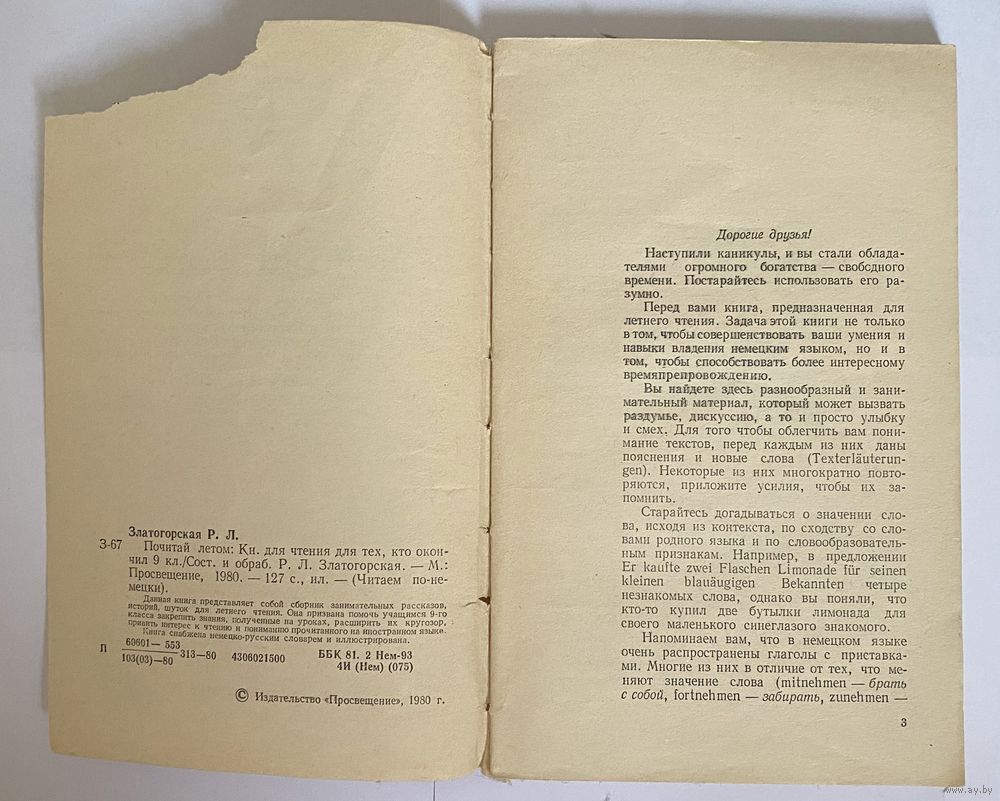 Златогорская Р. Л.
З-67 Почитай летом: Кн. для чтения для тех, кто окон-
чил 9 кл./Сост. и обраб. Р. Л. Златогорская. — М.:
Просвещение, 1980. — 127 с., ил. — (Читаем по-не-
мецки).
Данная книга представляет собой сборник занимательных рассказов,
историй, шуток для летнего чтения. Она призвана помочь учащимся 9-го
класса закрепить знания, полученные на уроках, расширить их кругозор,
привить интерес к чтению и пониманию прочитанного на иностранном языке.
Книга снабжена немецко-русским словарем и иллюстрирована.
П 60601— 553
103(03)—80 313—80 4306021500
ББК 81. 2 Нем-93
4И (Нем) (075)
© Издательство «Просвещение», 1980 г.
Дорогие друзья!
Наступили каникулы, и вы стали облада-
телями огромного богатства — свободного
времени. Постарайтесь использовать его ра-
зумно.
Перед вами книга, предназначенная для
летнего чтения. Задача этой книги не только
в том, чтобы совершенствовать ваши умения и
навыки владения немецким языком, но и в
том, чтобы способствовать более интересному
времяпрепровождению.
Вы найдете здесь разнообразный и зани-
мательный материал, который может вызвать
раздумье, дискуссию, а то и просто улыбку
и смех. Для того чтобы облегчить вам пони-
мание текстов, перед каждым из них даны
пояснения и новые слова (Texterläuterun-
gen). Некоторые из них многократно повто-
ряются, приложите усилия, чтобы их за-
помнить.
Старайтесь догадываться о значении сло-
ва, исходя из контекста, по сходству со сло-
вами родного языка и по словообразователь-
ным признакам. Например, в предложении
Er kaufte zwei Flaschen Limonade für seinen
kleinen blauäugigen Bekannten четыре
незнакомых слова, однако вы поняли, что
кто-то купил две бутылки лимонада для
своего маленького синеглазого знакомого.
Напоминаем вам, что в немецком языке
очень распространены глаголы с приставка-
ми. Многие из них в отличие от тех, что ме-
няют значение слова (mitnehmen — брать
с собой, fortnehmen — забирать, zunehmen —
3
www.ay.by